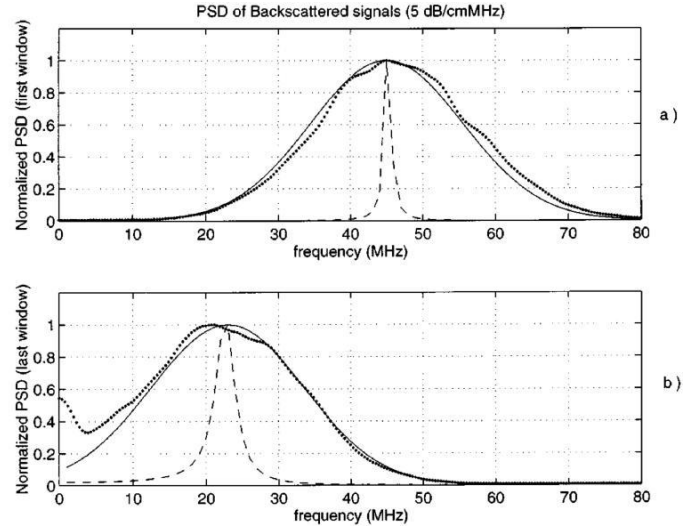 PSD of Backscattered signals (5 dB/cmMHz)
Normalized PSD (first window)
1
0.8
0.6
0.4
0.2
0
0 10 20 30 40 50 60 70 80
frequency (MHz)
a )
Normalized PSD (last window)
1
0.8
0.6
0.4
0.2
0
0 10 20 30 40 50 60 70 80
frequency (MHz)
b )